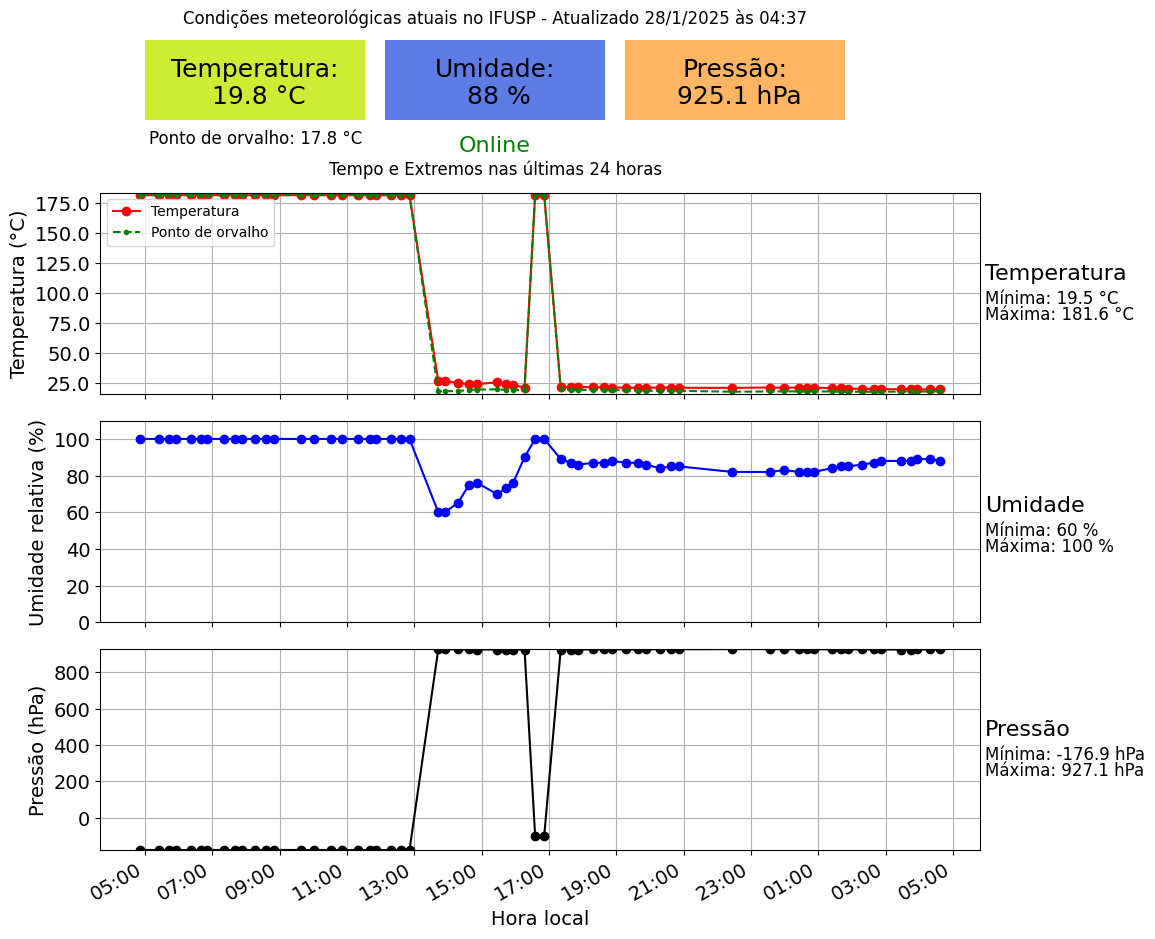 Condições meteorológicas atuais no IFUSP - Atualizado 28/1/2025 às 04:37
Temperatura:
19.8 °C
Umidade:
88 %
Pressão:
925.1 hPa
Ponto de orvalho: 17.8 °C
Online
Tempo e Extremos nas últimas 24 horas
Temperatura (°C)
175.0
150.0
125.0
100.0
75.0
50.0
25.0
Temperatura
Ponto de orvalho
Temperatura
Mínima: 19.5 °C
Máxima: 181.6 °C
Umidade relativa (%)
100
80
60
40
20
0
Umidade
Mínima: 60 %
Máxima: 100 %
Pressão (hPa)
800
600
400
200
0
Pressão
Mínima: -176.9 hPa
Máxima: 927.1 hPa
05:00
07:00
09:00
11:00
13:00
15:00
17:00
19:00
21:00
23:00
01:00
03:00
05:00
Hora local